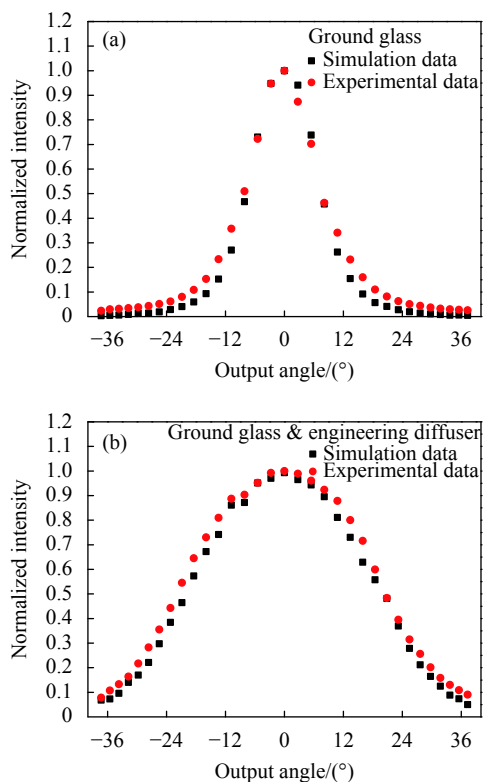 (a)
Ground glass
Simulation data
Experimental data
Normalized intensity
1.2
1.1
1.0
0.9
0.8
0.7
0.6
0.5
0.4
0.3
0.2
0.1
0
−36 −24 −12 0 12 24 36
Output angle/(°)
(b)
Ground glass & engineering diffuser
Simulation data
Experimental data
Normalized intensity
1.2
1.1
1.0
0.9
0.8
0.7
0.6
0.5
0.4
0.3
0.2
0.1
0
−36 −24 −12 0 12 24 36
Output angle/(°)